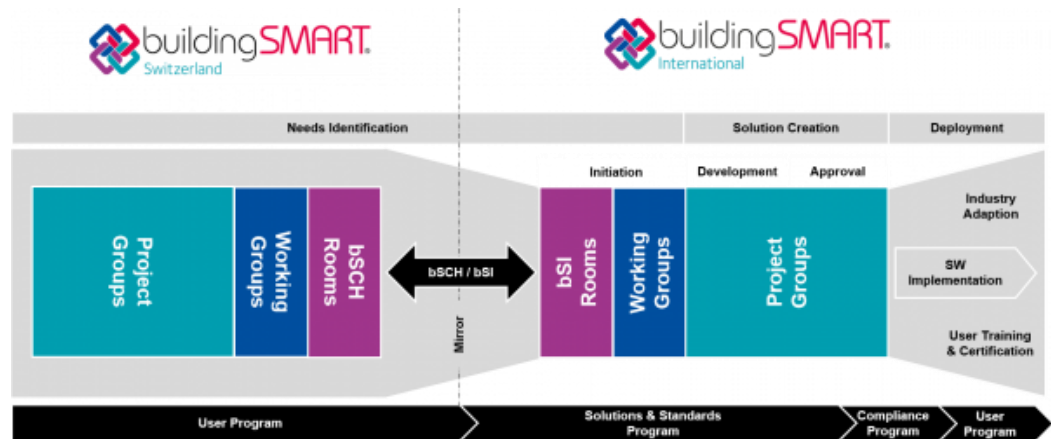 buildingSMART®
Switzerland
buildingSMART®
International
Needs Identification
Solution Creation
Deployment
Initiation
Development
Approval
Project
Groups
Working
Groups
bSCH
Rooms
bSCH / bSI
Mirror
bSI
Rooms
Working
Groups
Project
Groups
Industry
Adaption
SW
Implementation
User Training
& Certification
User Program
Solutions & Standards
Program
Compliance
Program
User
Program